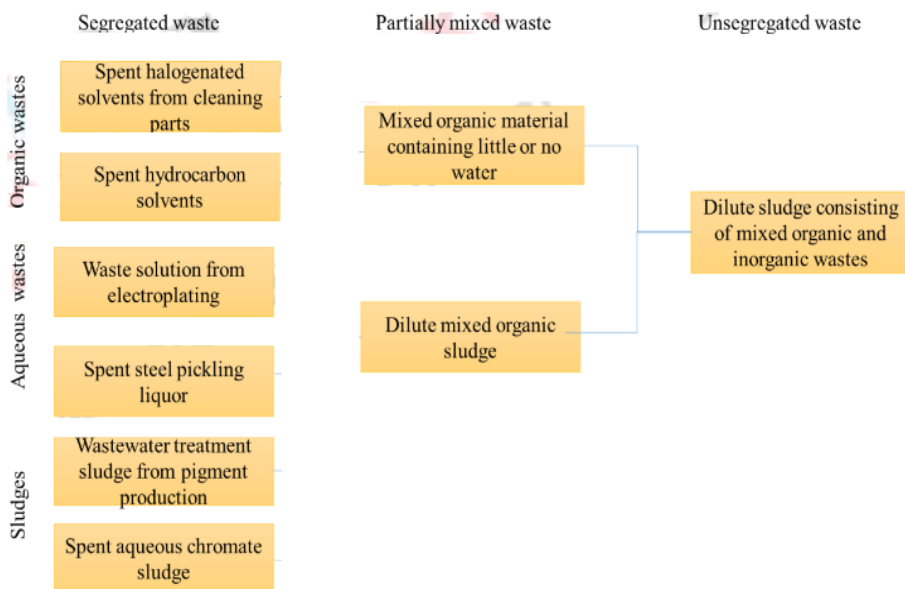 Segregated waste
Partially mixed waste
Unsegregated waste
Organic wastes
Spent halogenated
solvents from cleaning
parts
Spent hydrocarbon
solvents
Aqueous wastes
Waste solution from
electroplating
Spent steel pickling
liquor
Sludges
Wastewater treatment
sludge from pigment
production
Spent aqueous chromate
sludge
Mixed organic material
containing little or no
water
Dilute mixed organic
sludge
Dilute sludge consisting
of mixed organic and
inorganic wastes